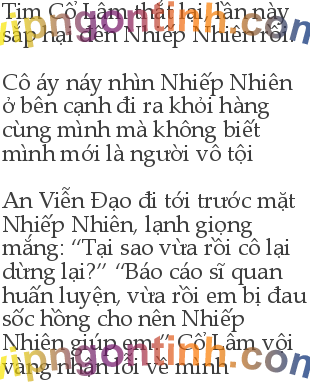 Tim Cổ Lâm thắt lại, lần này
sắp hại đến Nhiếp Nhiên rồi.
Cô áy náy nhìn Nhiếp Nhiên
ở bên cạnh đi ra khỏi hàng
cùng mình mà không biết
mình mới là người vô tội
An Viễn Đạo đi tới trước mặt
Nhiếp Nhiên, lạnh giọng
mắng: “Tại sao vừa rồi cô lại
dừng lại?” “Báo cáo sĩ quan
huấn luyện, vừa rồi em bị đau
sốc hồng cho nên Nhiếp
Nhiên giúp em.” Cổ Lâm vội
vàng nhận lỗi về mình